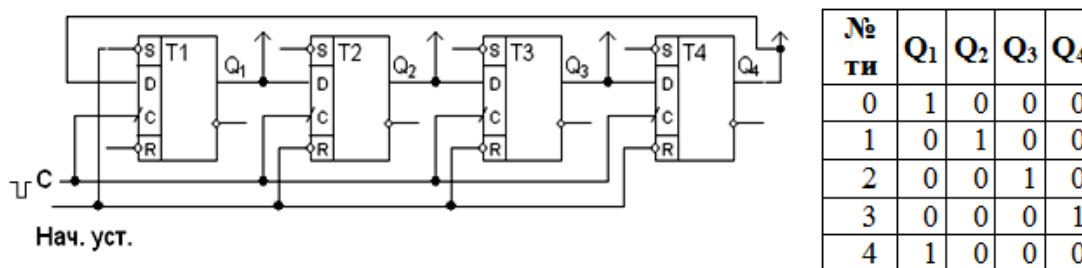 S T1 D C R Q1
S T2 D C R Q2
S T3 D C R Q3
S T4 D C R Q4
C
Нач. уст.
№ ти Q1 Q2 Q3 Q4
0 1 0 0 0
1 0 1 0 0
2 0 0 1 0
3 0 0 0 1
4 1 0 0 0